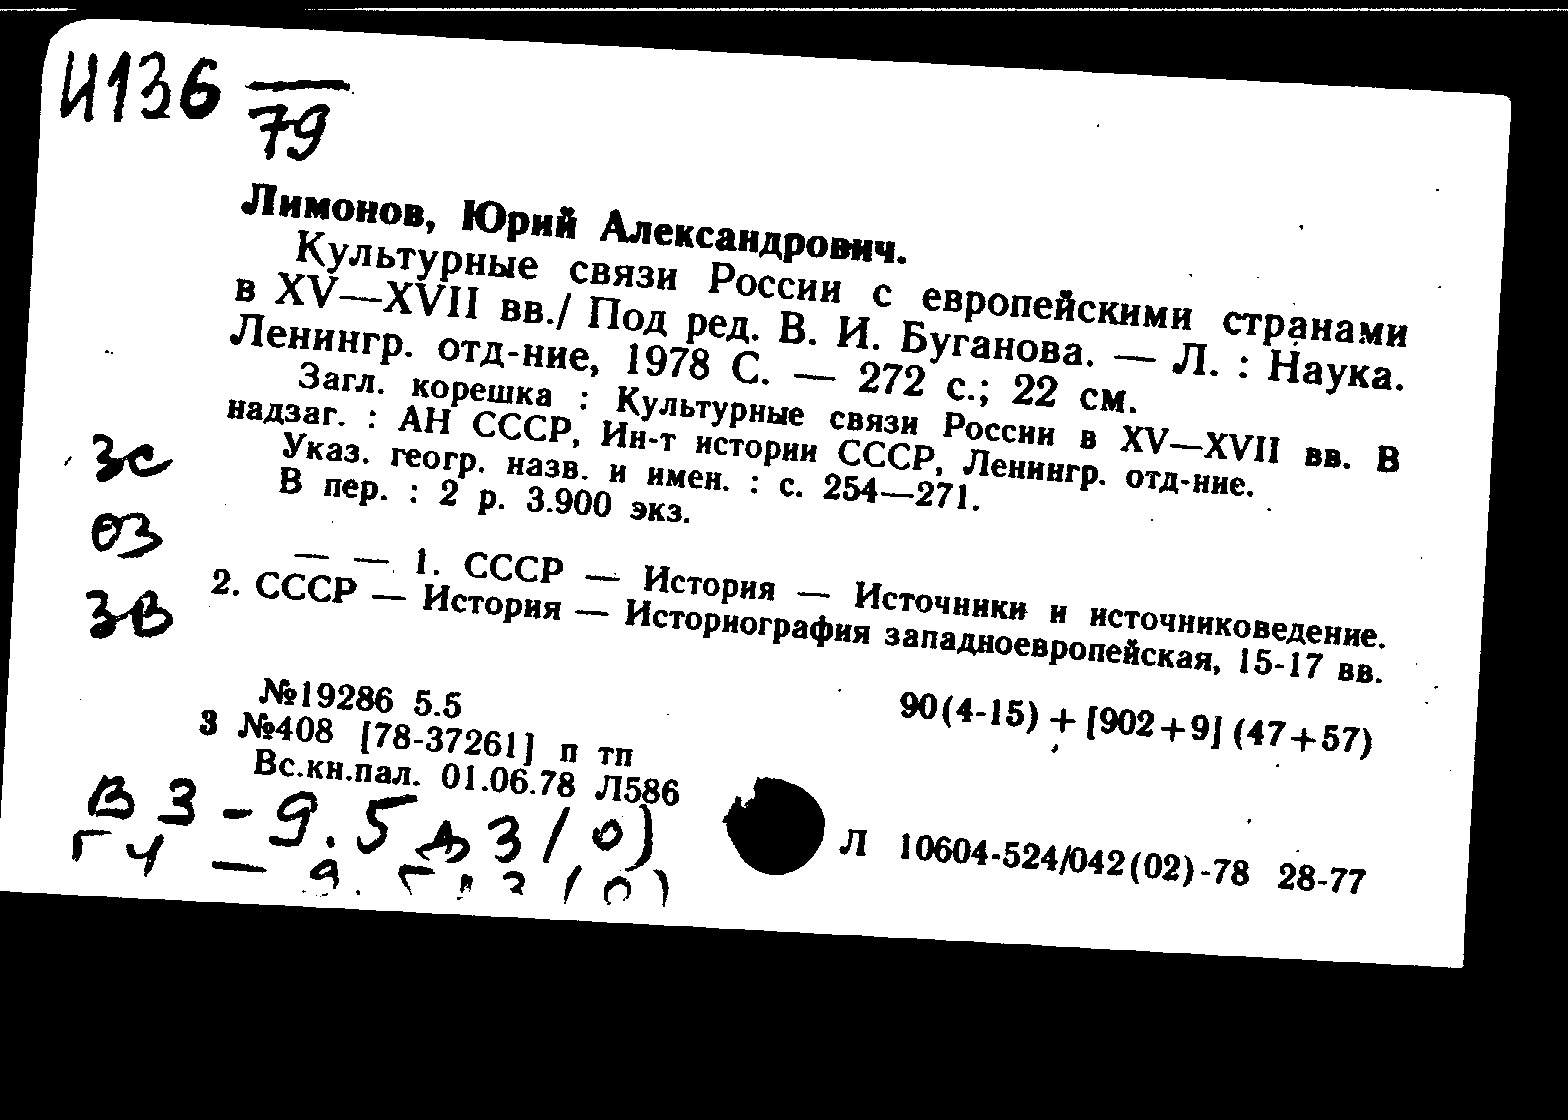 И136
79
Лимонов, Юрий Александрович.
Культурные связи России с европейскими странами
в XV—XVII вв./ Под ред. В. И. Буганова. — Л. : Наука.
Ленингр. отд-ние, 1978 С. — 272 с.; 22 см.
Загл. корешка : Культурные связи России в XV—XVII вв. В
надзаг. : АН СССР, Ин-т истории СССР, Ленингр. отд-ние.
Указ. геогр. назв. и имен. : с. 254—271.
В пер. : 2 р. 3.900 экз.
зс
оз
зв
— — 1. СССР — История — Источники и источниковедение.
2. СССР — История — Историография западноевропейская, 15-17 вв.
№19286 5.5
90(4-15) + [902+9] (47+57)
3 №408 [78-37261] п тп
Вс.кн.пал. 01.06.78 Л586
В3-9.5д3/0)
Л 10604-524/042(02)-78 28-77